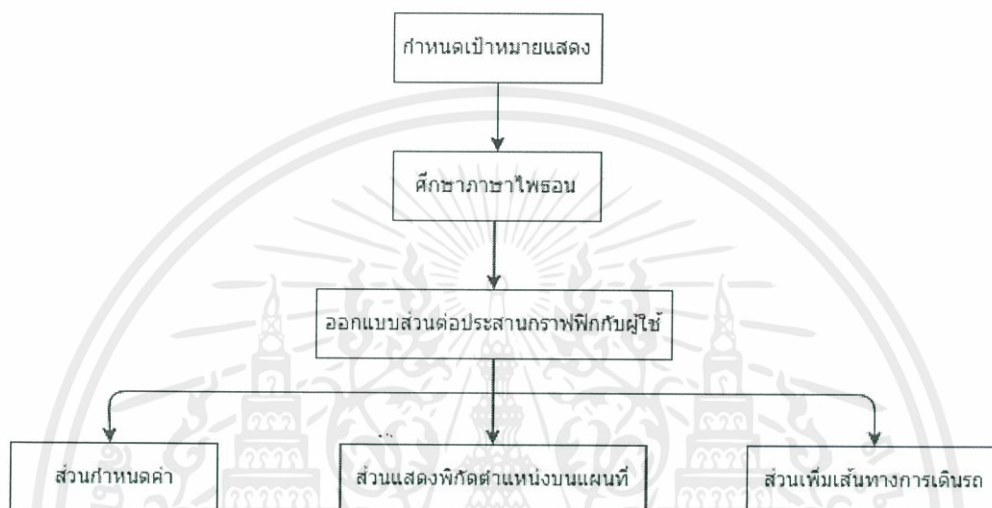 กำหนดเป้าหมายแสดง
ศึกษาภาษาไพธอน
ออกแบบส่วนต่อประสานกราฟฟิกกับผู้ใช้
ส่วนกำหนดค่า
ส่วนแสดงพิกัดตำแหน่งบนแผนที่
ส่วนเพิ่มเส้นทางการเดินรถ